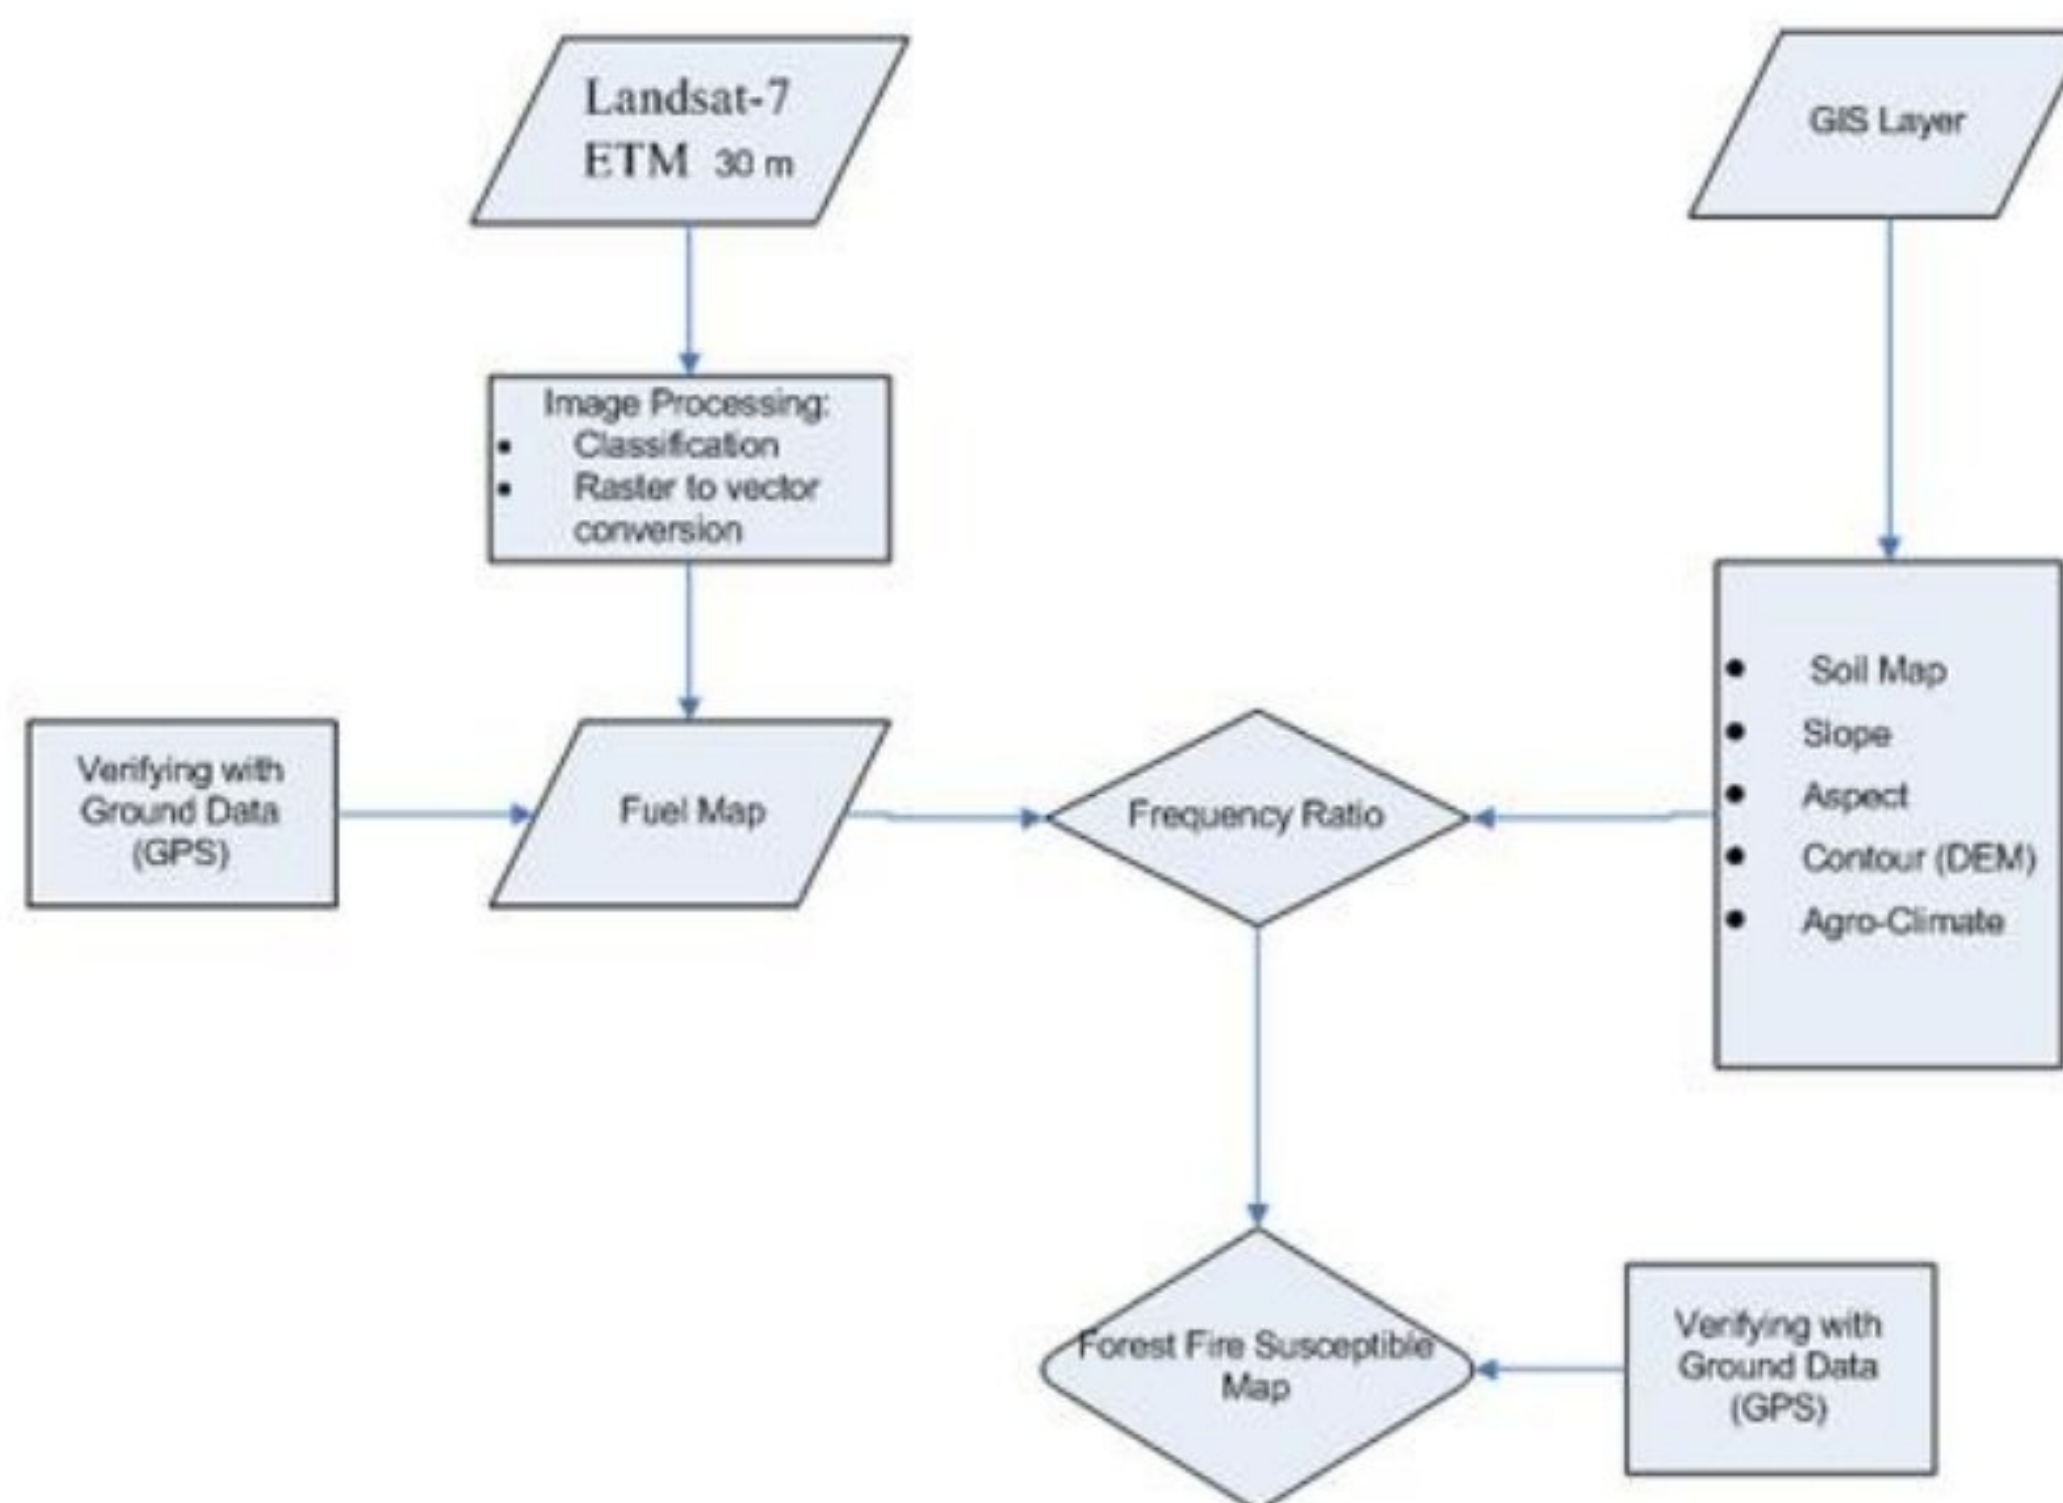 Landsat-7
ETM 30 m
GIS Layer
Image Processing:
• Classification
• Raster to vector
conversion
• Soil Map
• Slope
• Aspect
• Contour (DEM)
• Agro-Climate
Verifying with
Ground Data
(GPS)
Fuel Map
Frequency Ratio
Forest Fire Susceptible
Map
Verifying with
Ground Data
(GPS)